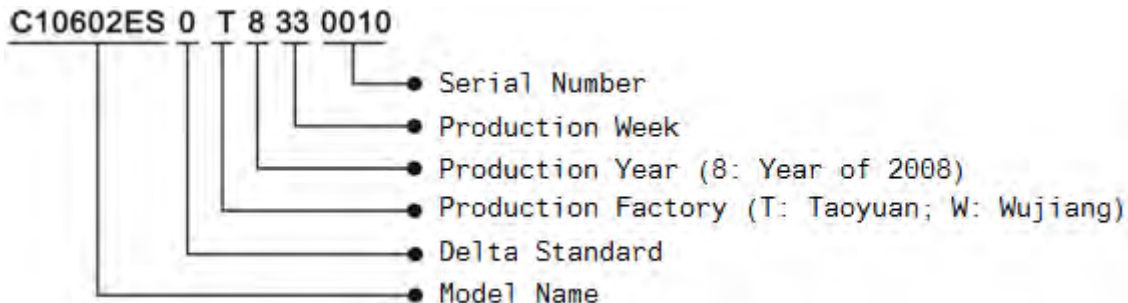 C10602ES 0 T 8 33 0010
Serial Number
Production Week
Production Year (8: Year of 2008)
Production Factory (T: Taoyuan; W: Wujiang)
Delta Standard
Model Name